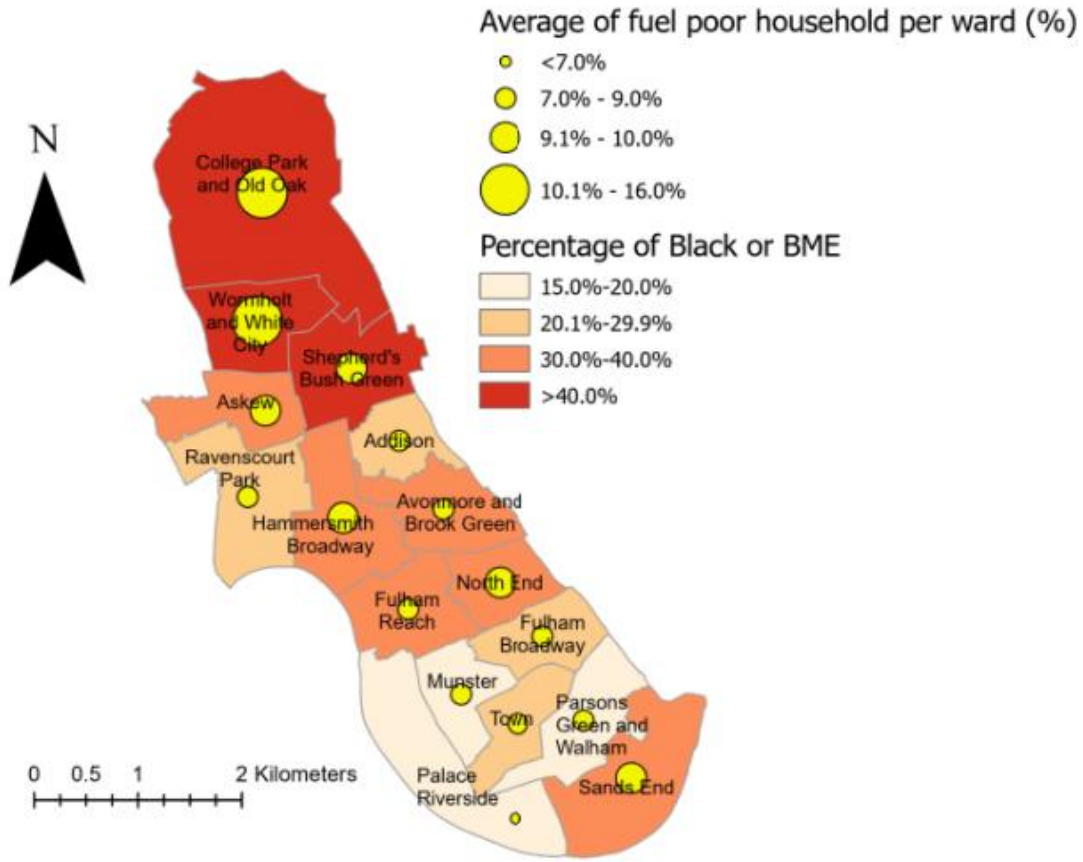 Average of fuel poor household per ward (%)
<7.0%
7.0% - 9.0%
9.1% - 10.0%
10.1% - 16.0%
Percentage of Black or BME
15.0%-20.0%
20.1%-29.9%
30.0%-40.0%
>40.0%
N
College Park
and Old Oak
Wormholt
and White
City
Shepherd's
Bush Green
Askew
Addison
Ravenscourt
Park
Avonmore and
Brook Green
Hammersmith
Broadway
North End
Fulham
Reach
Fulham
Broadway
Munster
Town
Parsons
Green and
Walham
Palace
Riverside
Sands End
0 0.5 1 2 Kilometers